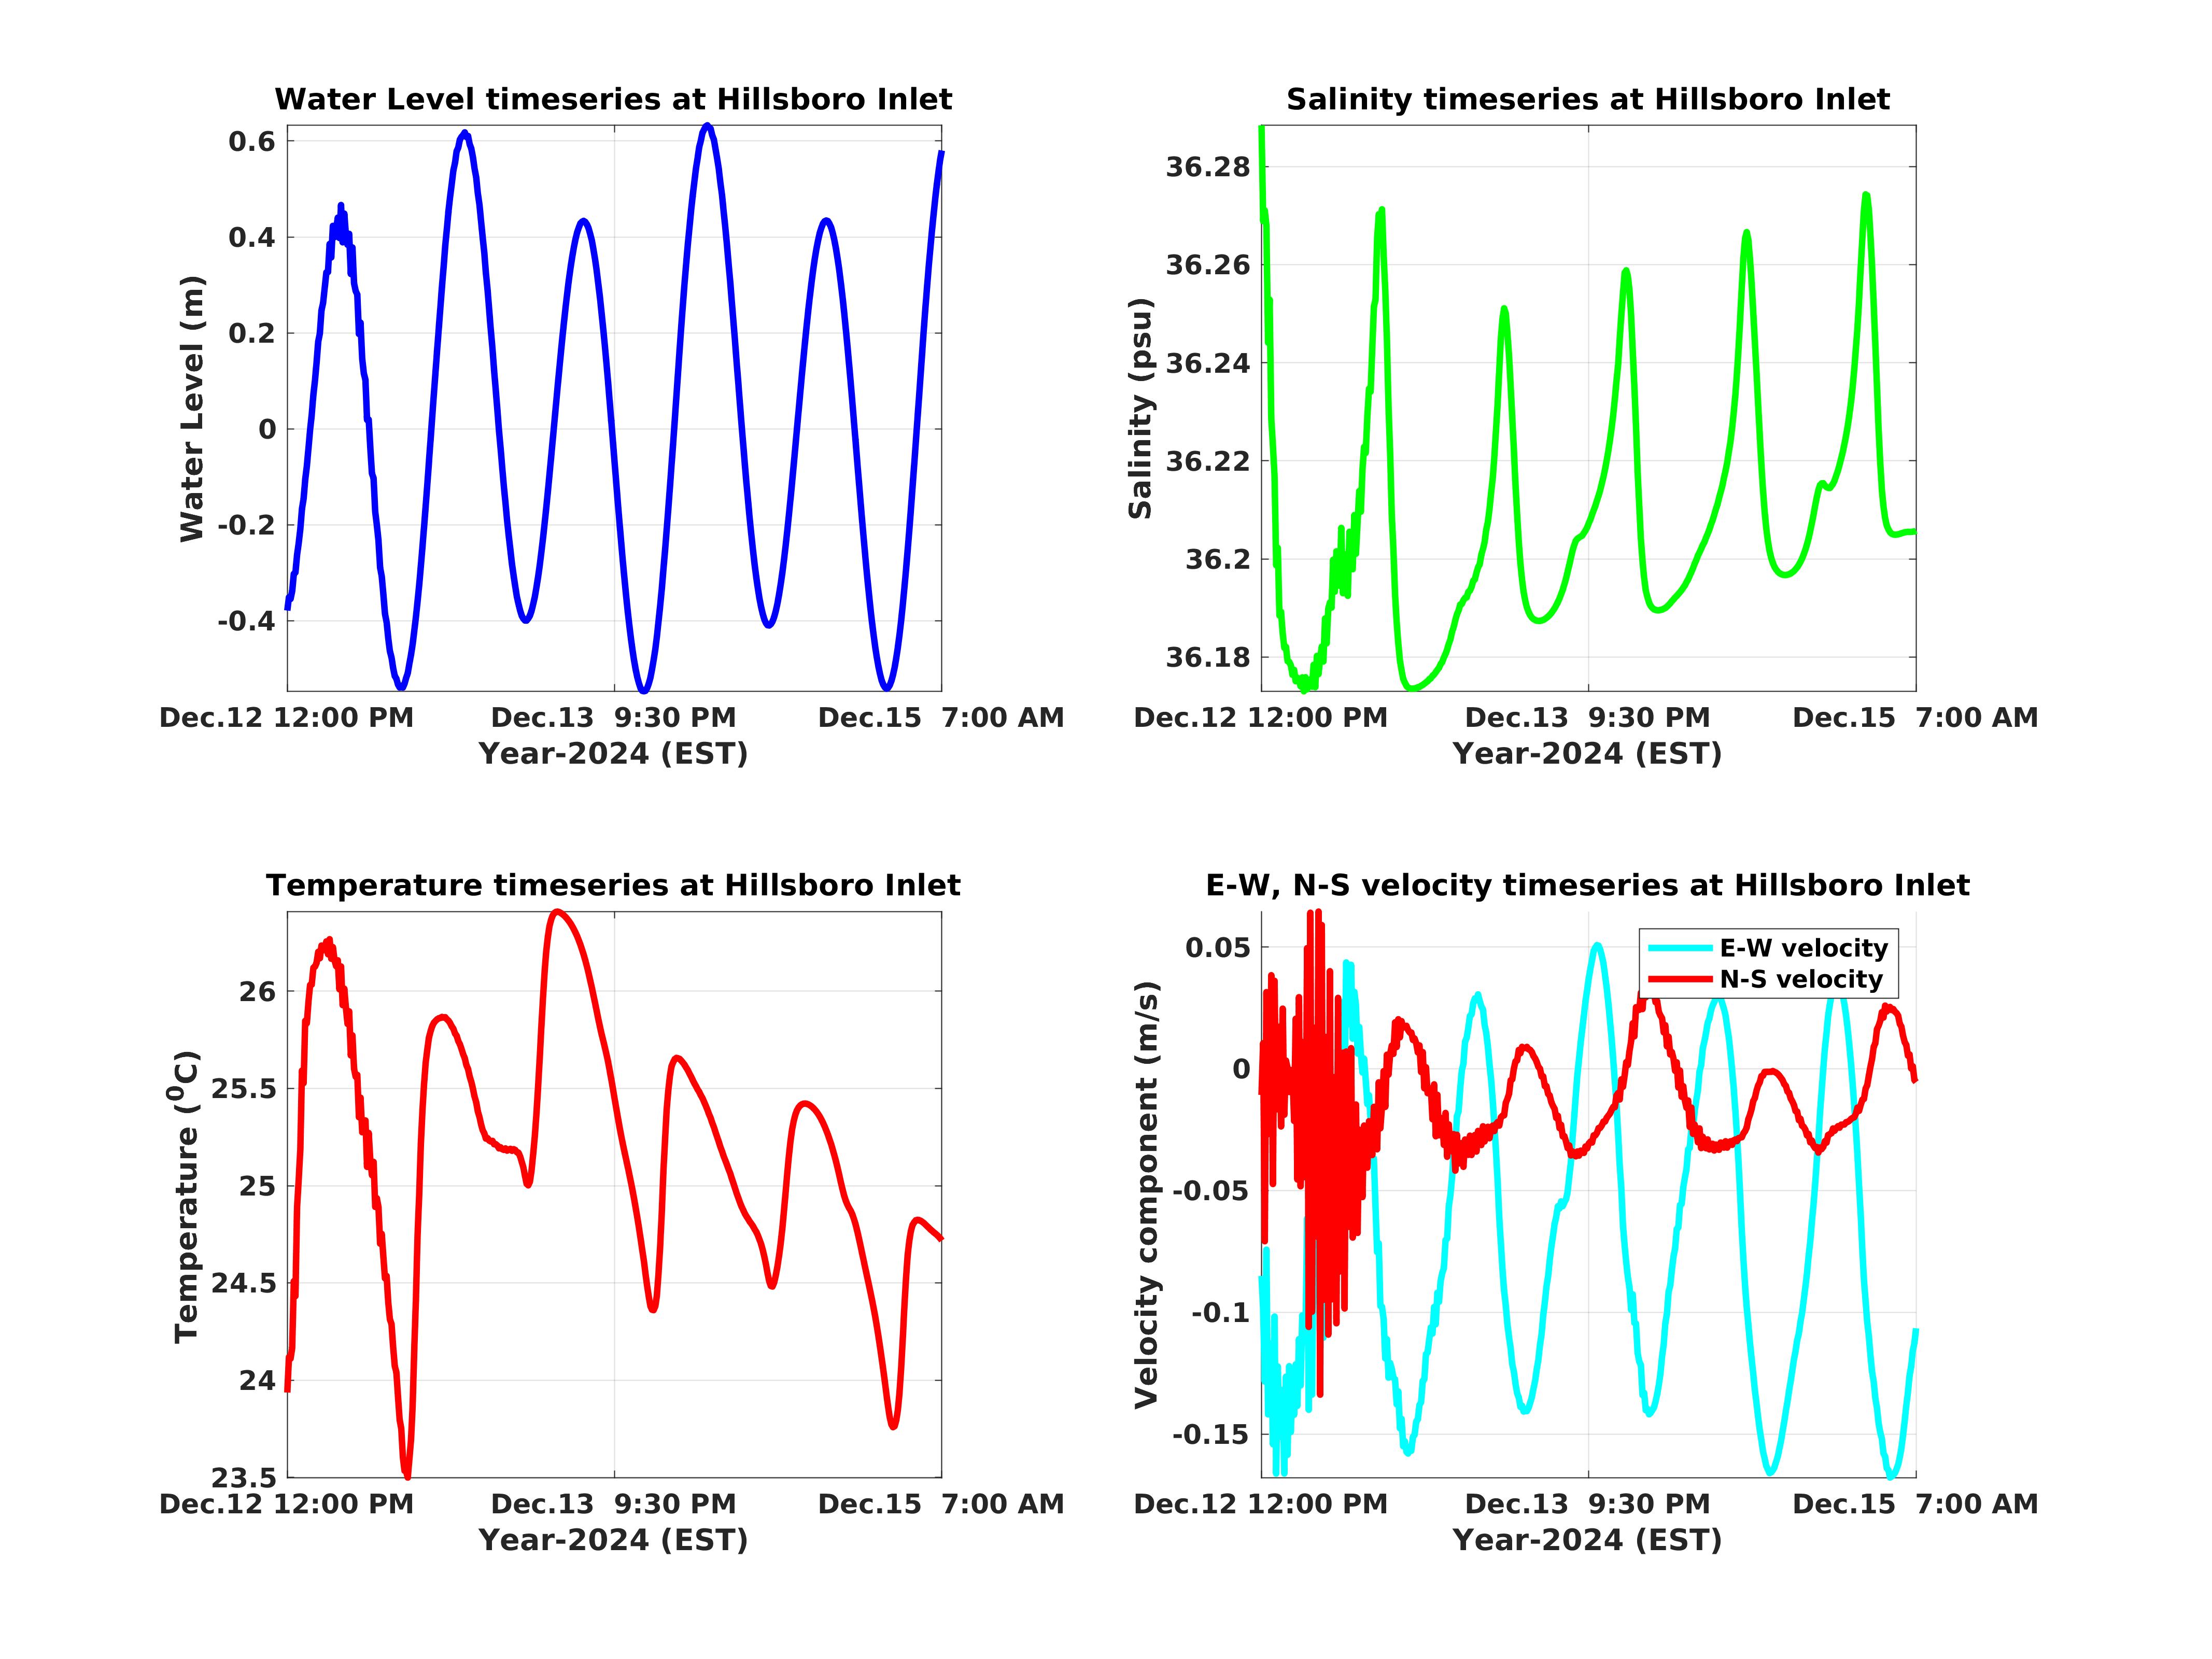 Water Level timeseries at Hillsboro Inlet
0.6
0.4
0.2
0
-0.2
-0.4
Water Level (m)
Dec.12 12:00 PM Dec.13 9:30 PM Dec.15 7:00 AM
Year-2024 (EST)
Salinity timeseries at Hillsboro Inlet
36.28
36.26
36.24
36.22
36.2
36.18
Salinity (psu)
Dec.12 12:00 PM Dec.13 9:30 PM Dec.15 7:00 AM
Year-2024 (EST)
Temperature timeseries at Hillsboro Inlet
26
25.5
25
24.5
24
23.5
Temperature (⁰C)
Dec.12 12:00 PM Dec.13 9:30 PM Dec.15 7:00 AM
Year-2024 (EST)
E-W, N-S velocity timeseries at Hillsboro Inlet
0.05
0
-0.05
-0.1
-0.15
Velocity component (m/s)
E-W velocity
N-S velocity
Dec.12 12:00 PM Dec.13 9:30 PM Dec.15 7:00 AM
Year-2024 (EST)